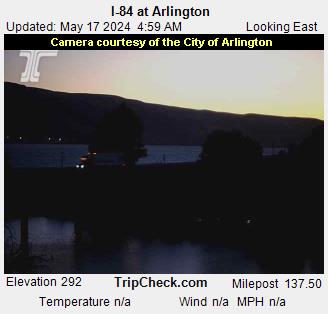 I-84 at Arlington
Updated: May 17 2024 4:59 AM Looking East
Camera courtesy of the City of Arlington
Elevation 292 TripCheck.com Milepost 137.50
Temperature n/a Wind n/a MPH n/a